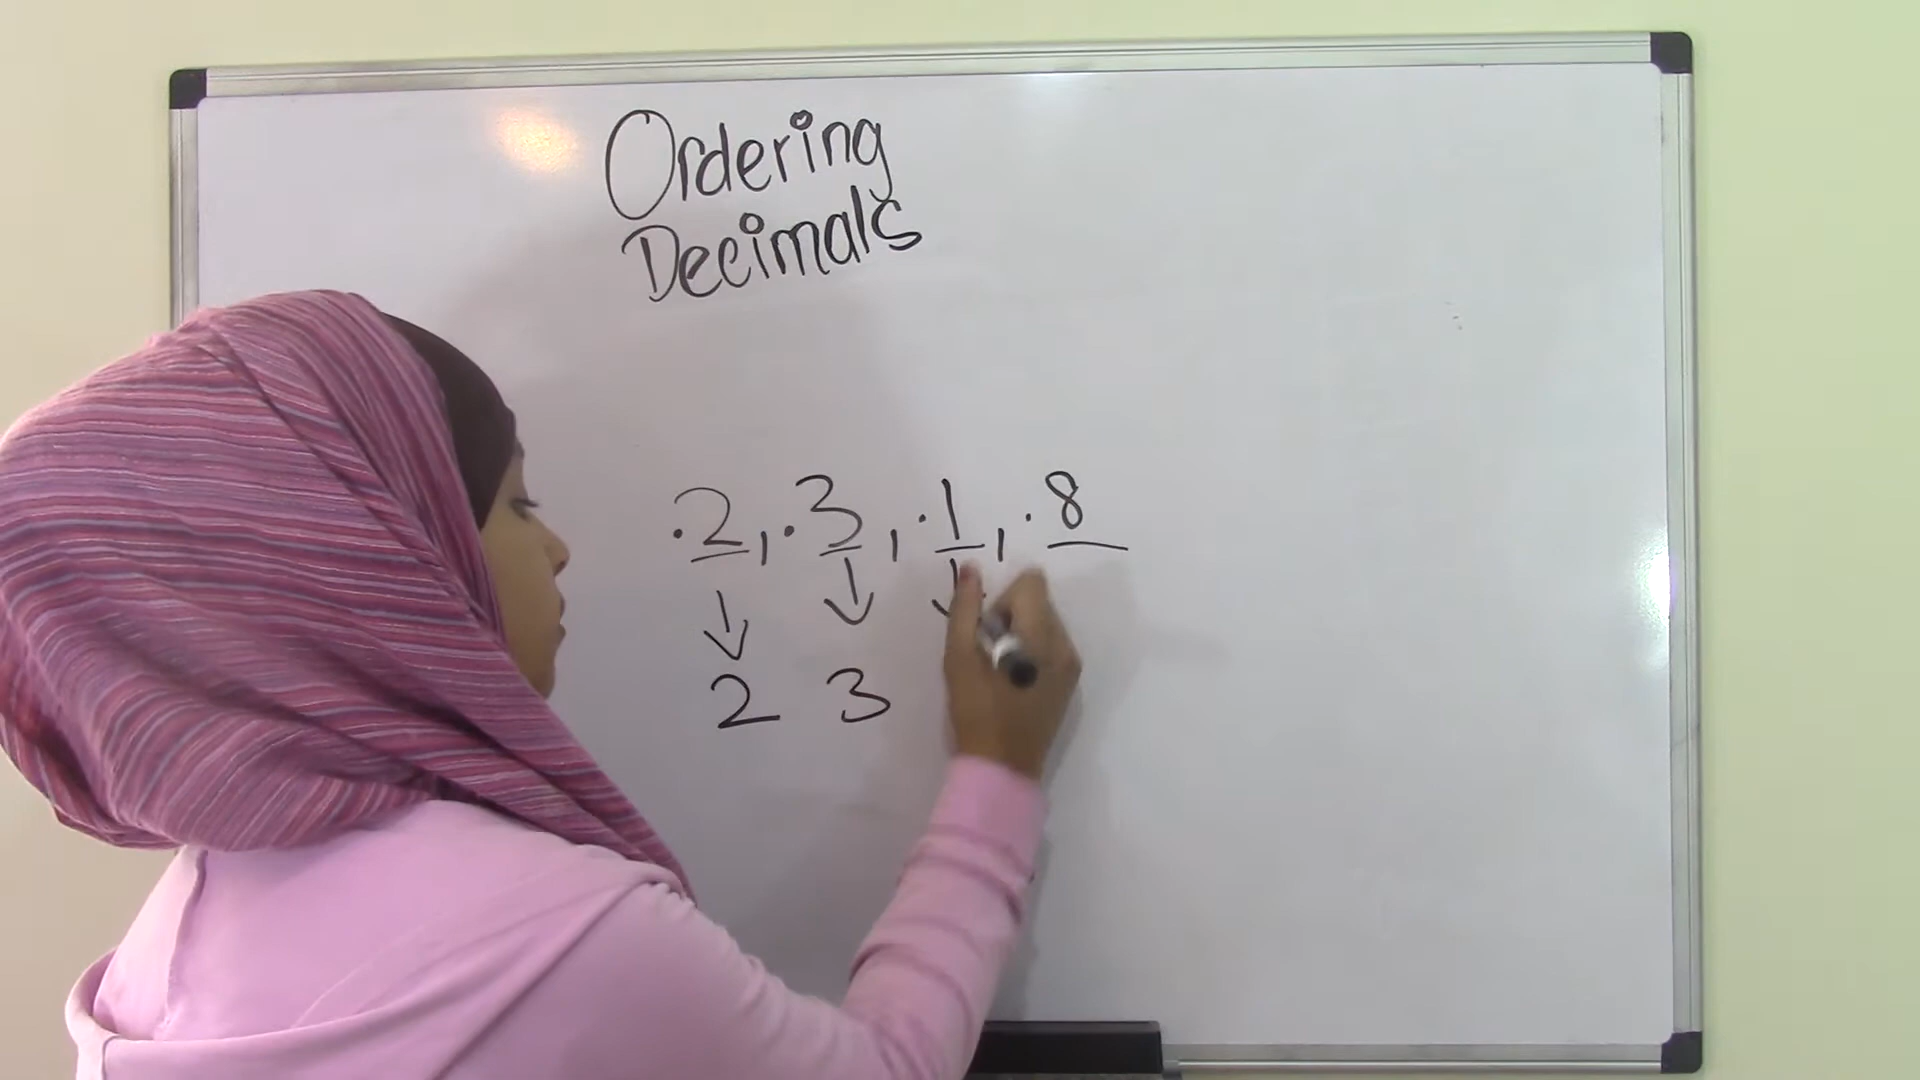 Ordering
Decimals
.2, .3, .1, .8
↓ ↓ ↓
2 3